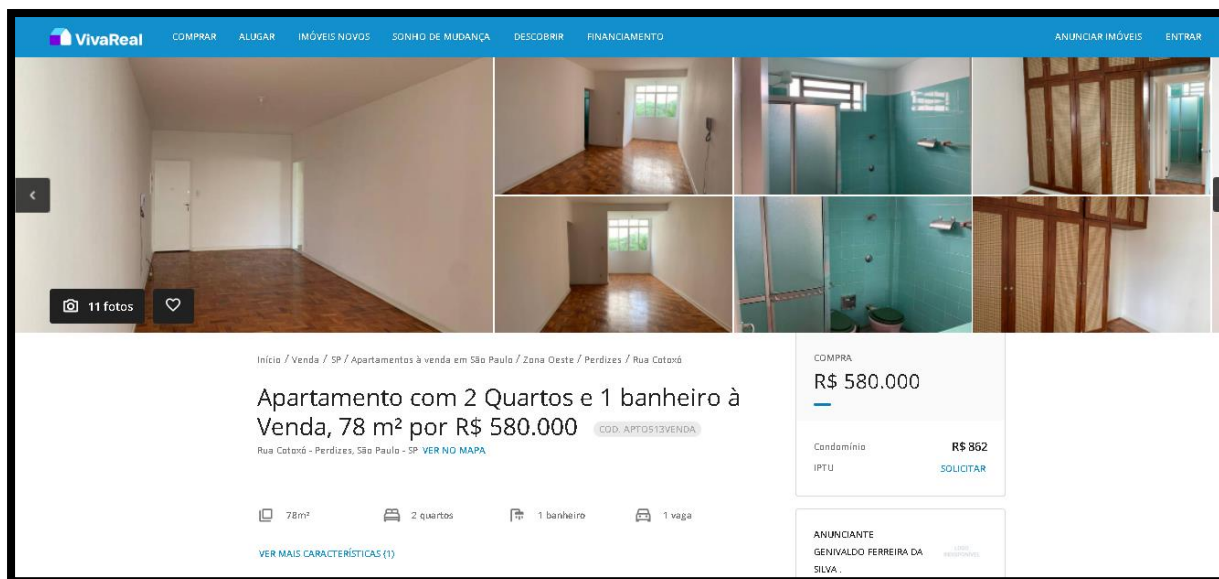 VivaReal
COMPRAR ALUGAR IMÓVEIS NOVOS SONHO DE MUDANÇA DESCOBRIR FINANCIAMENTO
ANUNCIAR IMÓVEIS ENTRAR
11 fotos
Início / Venda / SP / Apartamentos à venda em São Paulo / Zona Oeste / Perdizes / Rua Cotoxó
Apartamento com 2 Quartos e 1 banheiro à
Venda, 78 m² por R$ 580.000 COD. APTO513VENDA
Rua Cotoxó - Perdizes, São Paulo - SP VER NO MAPA
78m² 2 quartos 1 banheiro 1 vaga
VER MAIS CARACTERÍSTICAS (1)
COMPRA
R$ 580.000
Condomínio R$ 862
IPTU SOLICITAR
ANUNCIANTE
GENIVALDO FERREIRA DA
SILVA .